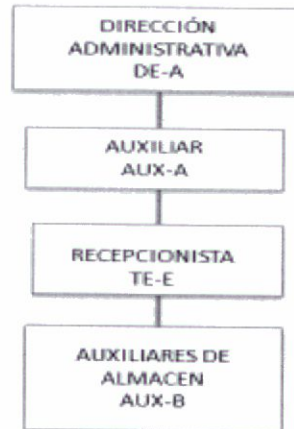 DIRECCIÓN
ADMINISTRATIVA
DE-A
AUXILIAR
AUX-A
RECEPCIONISTA
TE-E
AUXILIARES DE
ALMACEN
AUX-B